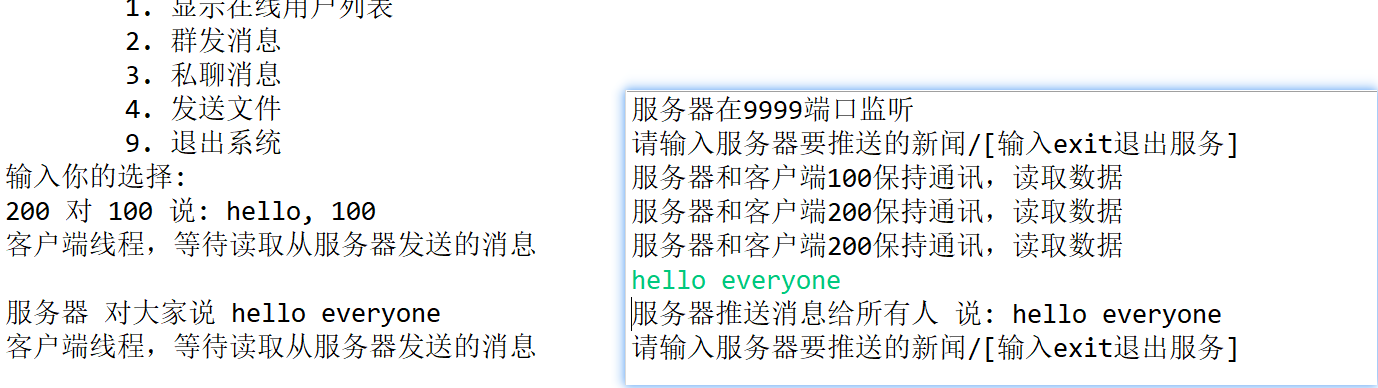 1. 显示在线用户列表
2. 群发消息
3. 私聊消息
4. 发送文件
9. 退出系统
输入你的选择:
200 对 100 说: hello, 100
客户端线程，等待读取从服务器发送的消息
服务器 对大家说 hello everyone
客户端线程，等待读取从服务器发送的消息
服务器在9999端口监听
请输入服务器要推送的新闻/[输入exit退出服务]
服务器和客户端100保持通讯，读取数据
服务器和客户端200保持通讯，读取数据
服务器和客户端200保持通讯，读取数据
hello everyone
服务器推送消息给所有人 说: hello everyone
请输入服务器要推送的新闻/[输入exit退出服务]